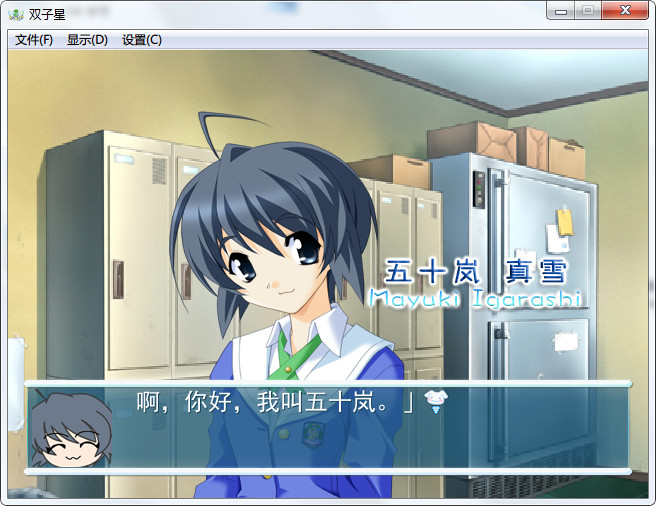 双子星
文件(F) 显示(D) 设置(C)
五十岚 真雪
Mayuki Igarashi
啊，你好，我叫五十岚。」